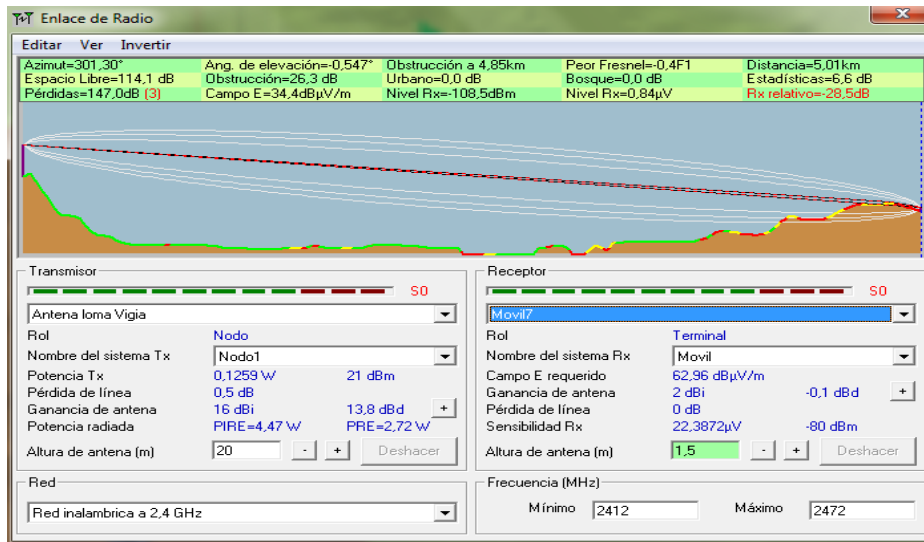 Enlace de Radio
Editar Ver Invertir
Azimut=301,30° Ang. de elevación=-0,547° Obstrucción a 4,85km Peor Fresnel=-0,4F1 Distancia=5,01km
Espacio Libre=114,1 dB Obstrucción=26,3 dB Urbano=0,0 dB Bosque=0,0 dB Estadísticas=6,6 dB
Pérdidas=147,0dB (3) Campo E=34,4dBμV/m Nivel Rx=-108,5dBm Nivel Rx=0,84μV Rx relativo=-28,5dB
Transmisor
S0
Antena loma Vigia
Rol Nodo
Nombre del sistema Tx Nodo1
Potencia Tx 0,1259 W 21 dBm
Pérdida de línea 0,5 dB
Ganancia de antena 16 dBi 13,8 dBd +
Potencia radiada PIRE=4,47 W PRE=2,72 W
Altura de antena (m) 20 - + Deshacer
Receptor
S0
Movil7
Rol Terminal
Nombre del sistema Rx Movil
Campo E requerido 62,96 dBμV/m
Ganancia de antena 2 dBi -0,1 dBd +
Pérdida de línea 0 dB
Sensibilidad Rx 22,3872μV -80 dBm
Altura de antena (m) 1,5 - + Deshacer
Red
Red inalambrica a 2,4 GHz
Frecuencia (MHz)
Mínimo 2412 Máximo 2472